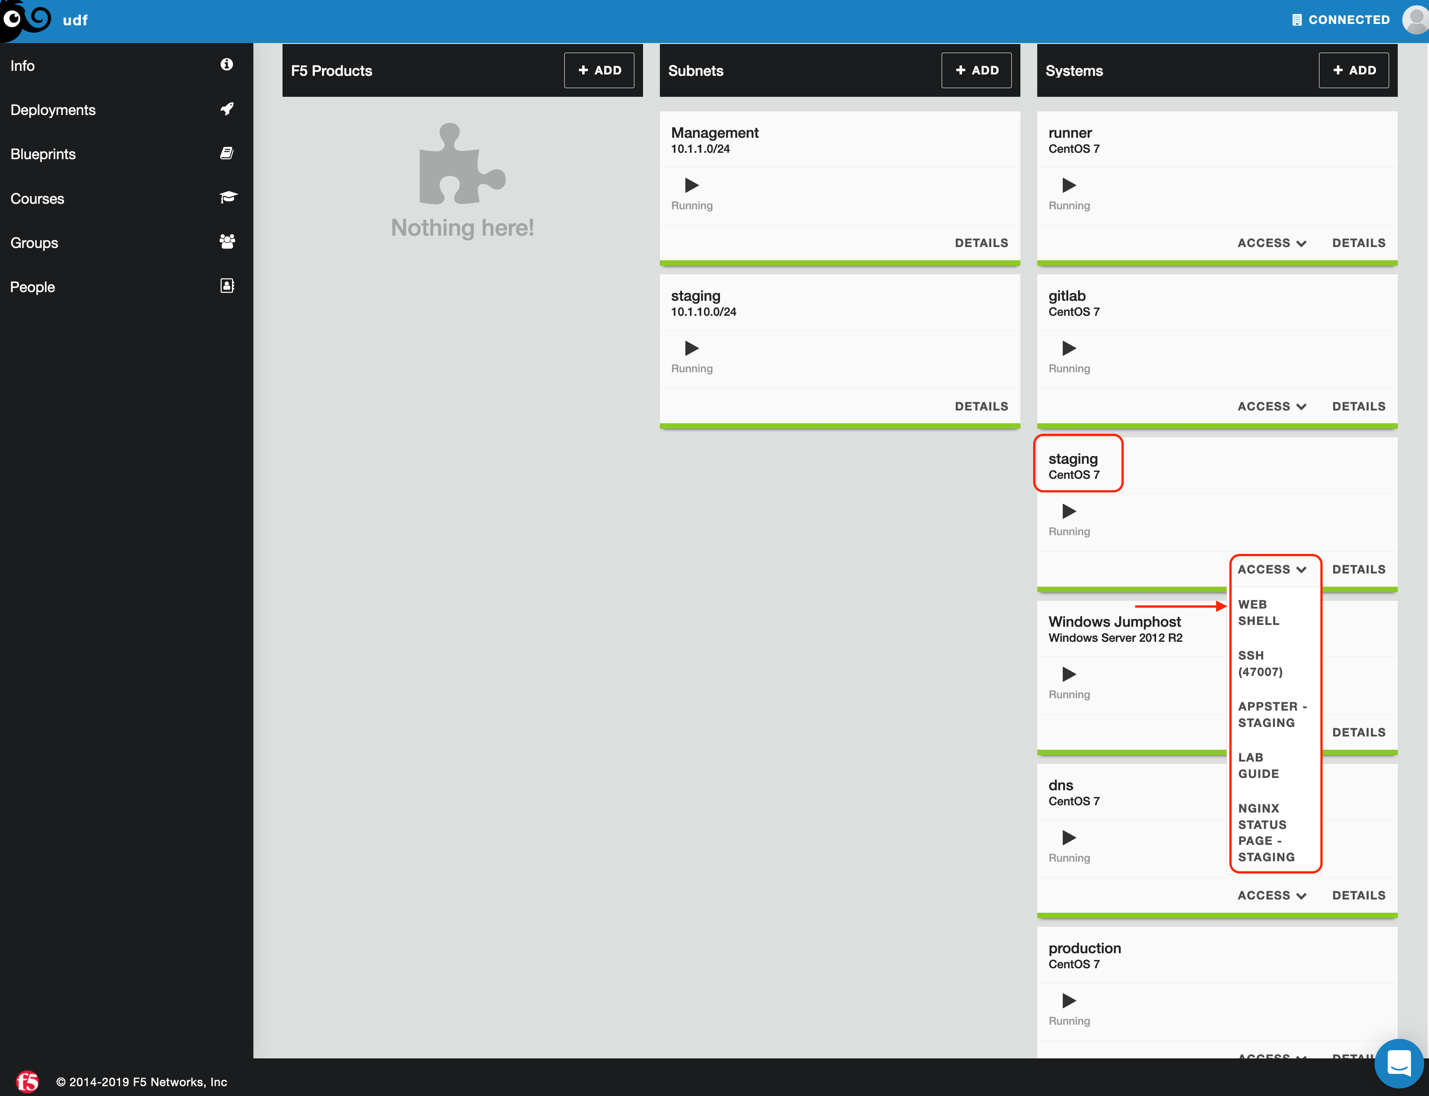 udf
CONNECTED
Info
Deployments
Blueprints
Courses
Groups
People
F5 Products
+ ADD
Nothing here!
Subnets
+ ADD
Management
10.1.1.0/24
Running
DETAILS
staging
10.1.10.0/24
Running
DETAILS
Systems
+ ADD
runner
CentOS 7
Running
ACCESS DETAILS
gitlab
CentOS 7
Running
ACCESS DETAILS
staging
CentOS 7
Running
ACCESS DETAILS
WEB
SHELL
SSH
(47007)
APPSTER -
STAGING
LAB
GUIDE
NGINX
STATUS
PAGE -
STAGING
Windows Jumphost
Windows Server 2012 R2
Running
DETAILS
dns
CentOS 7
Running
ACCESS DETAILS
production
CentOS 7
Running
ACCESS DETAILS
f5 © 2014-2019 F5 Networks, Inc